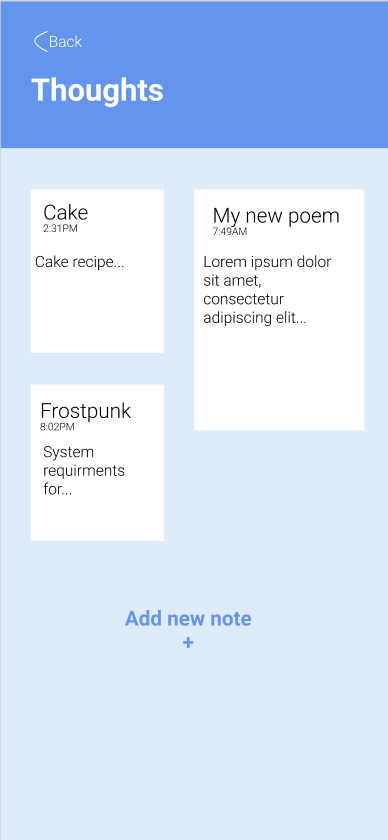 Back
Thoughts
Cake
2:31PM
Cake recipe...
My new poem
7:49AM
Lorem ipsum dolor
sit amet,
consectetur
adipiscing elit...
Frostpunk
8:02PM
System
requirments
for...
Add new note
+